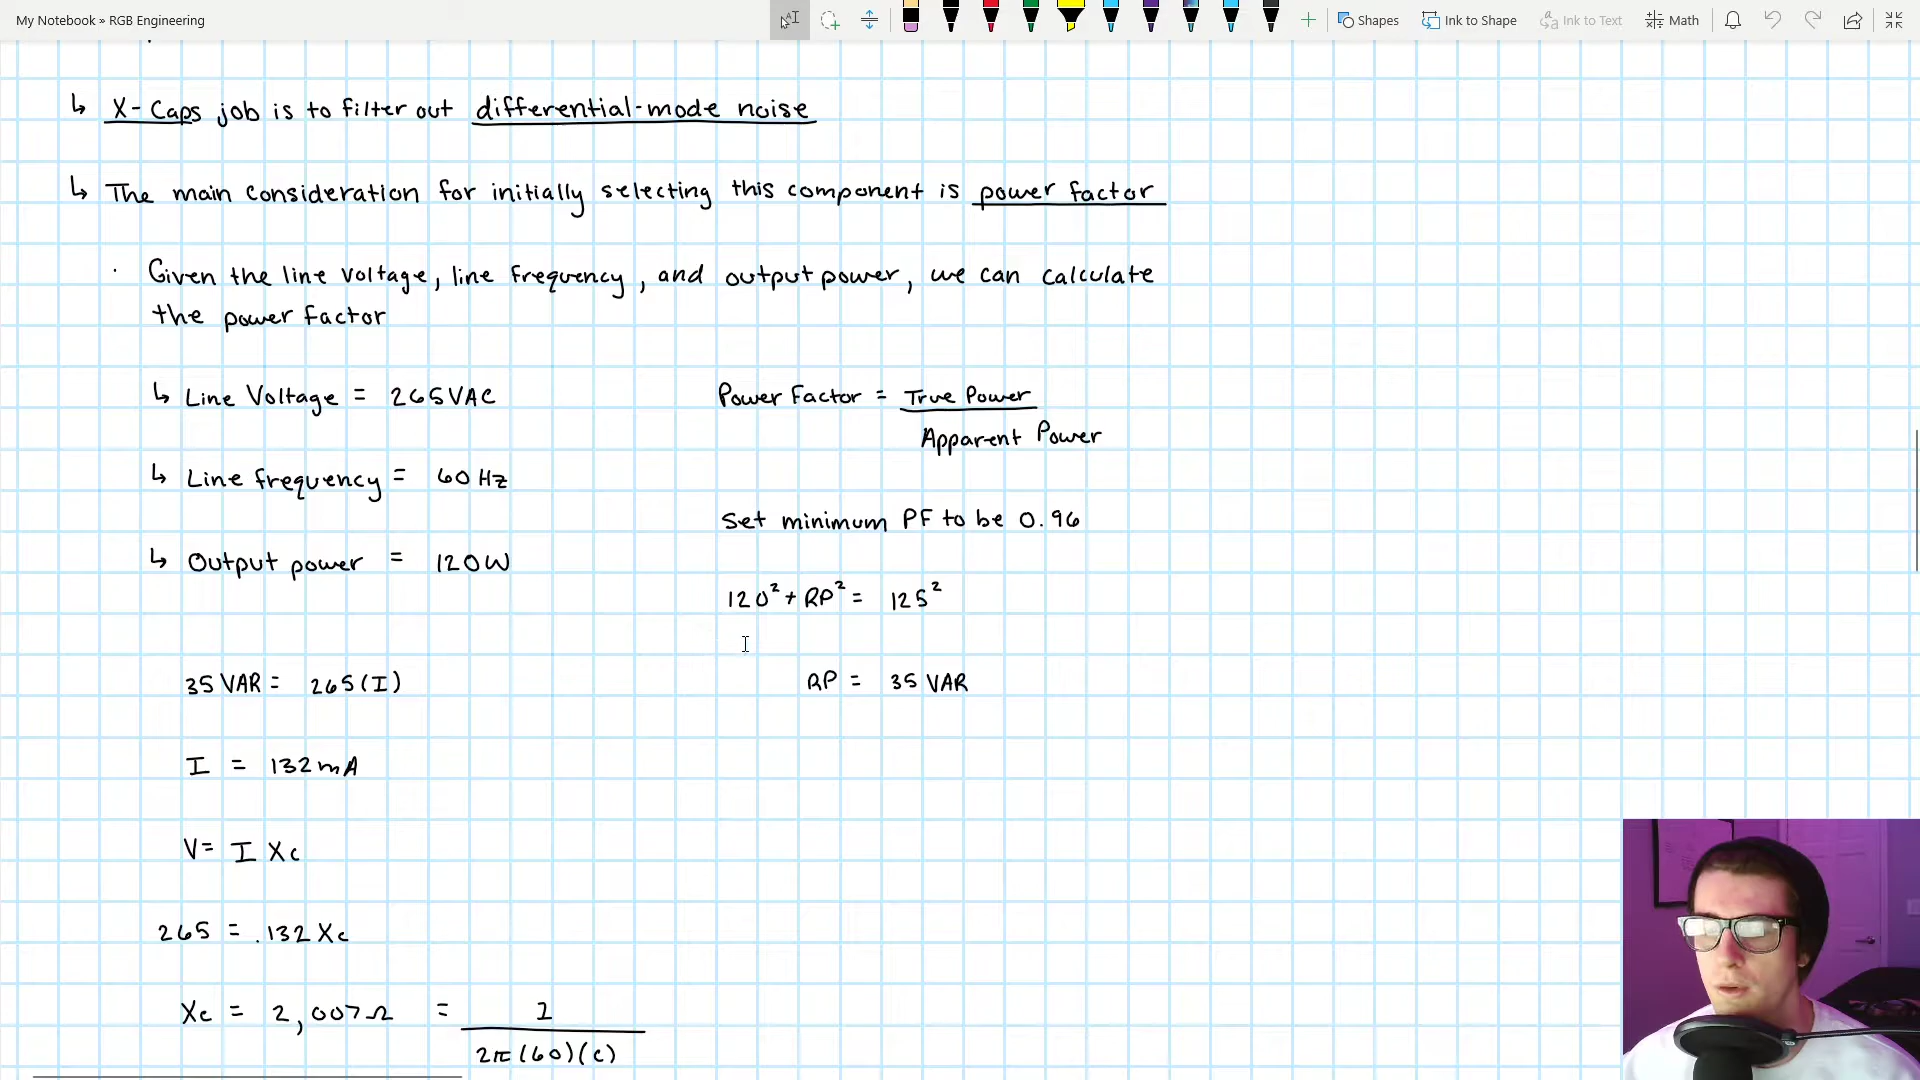 My Notebook » RGB Engineering
Shapes
Ink to Shape
Ink to Text
Math
↳ X-Caps job is to filter out differential-mode noise
↳ The main consideration for initially selecting this component is power factor
· Given the line voltage, line frequency, and output power, we can calculate
the power factor
↳ Line Voltage = 265VAC
Power Factor = True Power / Apparent Power
↳ Line frequency = 60 Hz
Set minimum PF to be 0.96
↳ Output power = 120W
120² + RP² = 125²
35 VAR = 265(I)
RP = 35 VAR
I = 132mA
V = I Xc
265 = .132 Xc
Xc = 2,007Ω = 1 / 2π(60)(c)